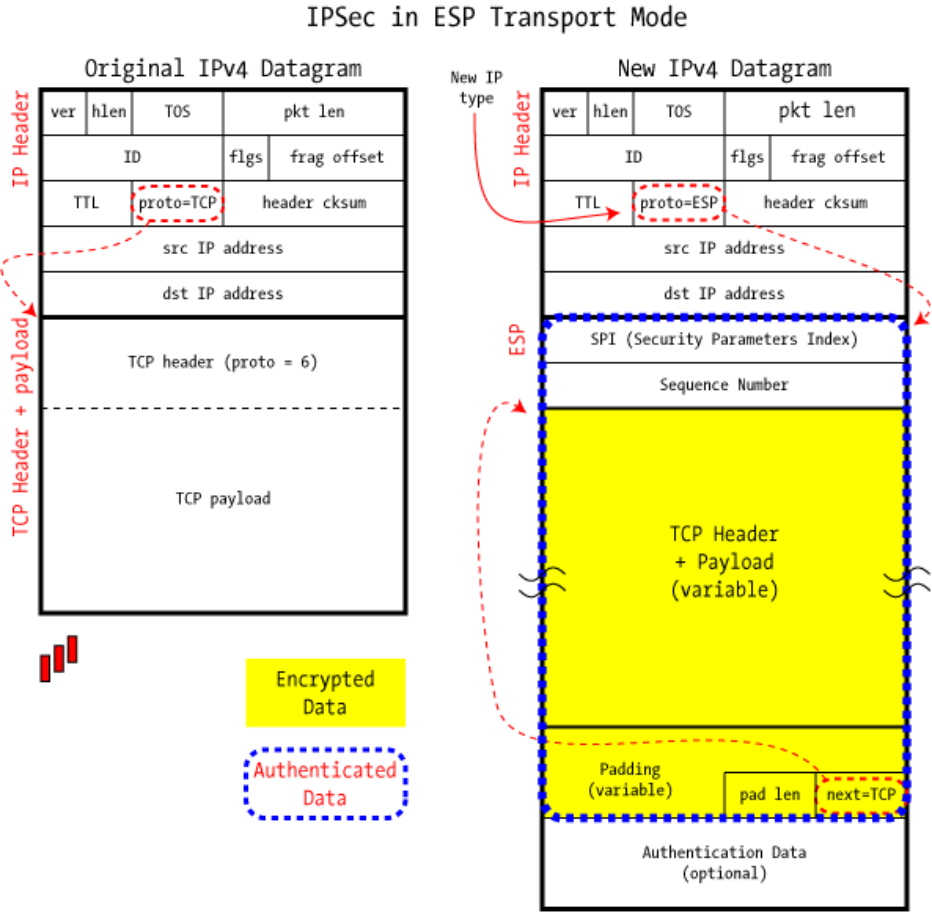 IPSec in ESP Transport Mode
Original IPv4 Datagram
IP Header
ver hlen TOS pkt len
ID flgs frag offset
TTL proto=TCP header cksum
src IP address
dst IP address
TCP Header + payload
TCP header (proto = 6)
TCP payload
Encrypted
Data
Authenticated
Data
New IP
type
New IPv4 Datagram
IP Header
ver hlen TOS pkt len
ID flgs frag offset
TTL proto=ESP header cksum
src IP address
dst IP address
ESP
SPI (Security Parameters Index)
Sequence Number
TCP Header
+ Payload
(variable)
Padding
(variable)
pad len next=TCP
Authentication Data
(optional)